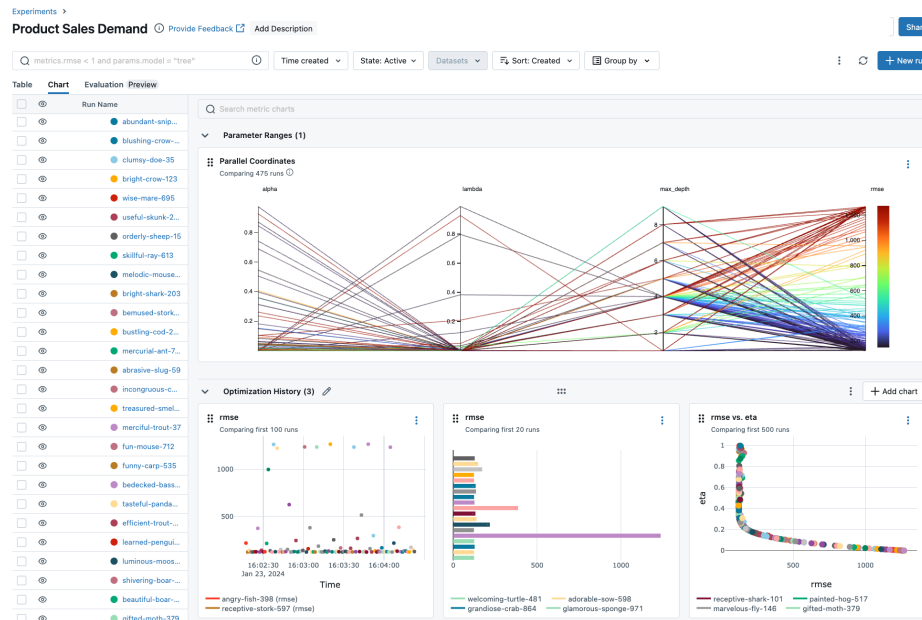 Experiments >
Product Sales Demand Provide Feedback Add Description
Shar
metrics.rmse < 1 and params.model = "tree" Time created State: Active Datasets Sort: Created Group by + New ru
Table Chart Evaluation Preview
Run Name
abundant-snip...
blushing-crow-...
clumsy-doe-35
bright-crow-123
wise-mare-695
useful-skunk-2...
orderly-sheep-15
skillful-ray-613
melodic-mouse...
bright-shark-203
bemused-stork...
bustling-cod-2...
mercurial-ant-7...
abrasive-slug-59
incongruous-c...
treasured-smel...
merciful-trout-37
fun-mouse-712
funny-carp-535
bedecked-bass...
tasteful-panda...
efficient-trout-...
learned-pengui...
luminous-moos...
shivering-boar-...
beautiful-boar-...
gifted-moth-379
Search metric charts
Parameter Ranges (1)
Parallel Coordinates
Comparing 475 runs
alpha lambda max_depth rmse
0.8
0.6
0.4
0.2
0.8
0.6
0.4
0.2
8
6
4
2
1,000
800
600
400
Optimization History (3) + Add chart
rmse
Comparing first 100 runs
1000
500
16:02:30 16:03:00 16:03:30 16:04:00
Jan 23, 2024
Time
angry-fish-398 (rmse)
receptive-stork-597 (rmse)
rmse
Comparing first 20 runs
0 500 1000
welcoming-turtle-481 adorable-sow-598
grandiose-crab-864 glamorous-sponge-971
rmse vs. eta
Comparing first 500 runs
eta
1
0.8
0.6
0.4
0.2
0
500 1000
rmse
receptive-shark-101 painted-hog-517
marvelous-fly-146 gifted-moth-379